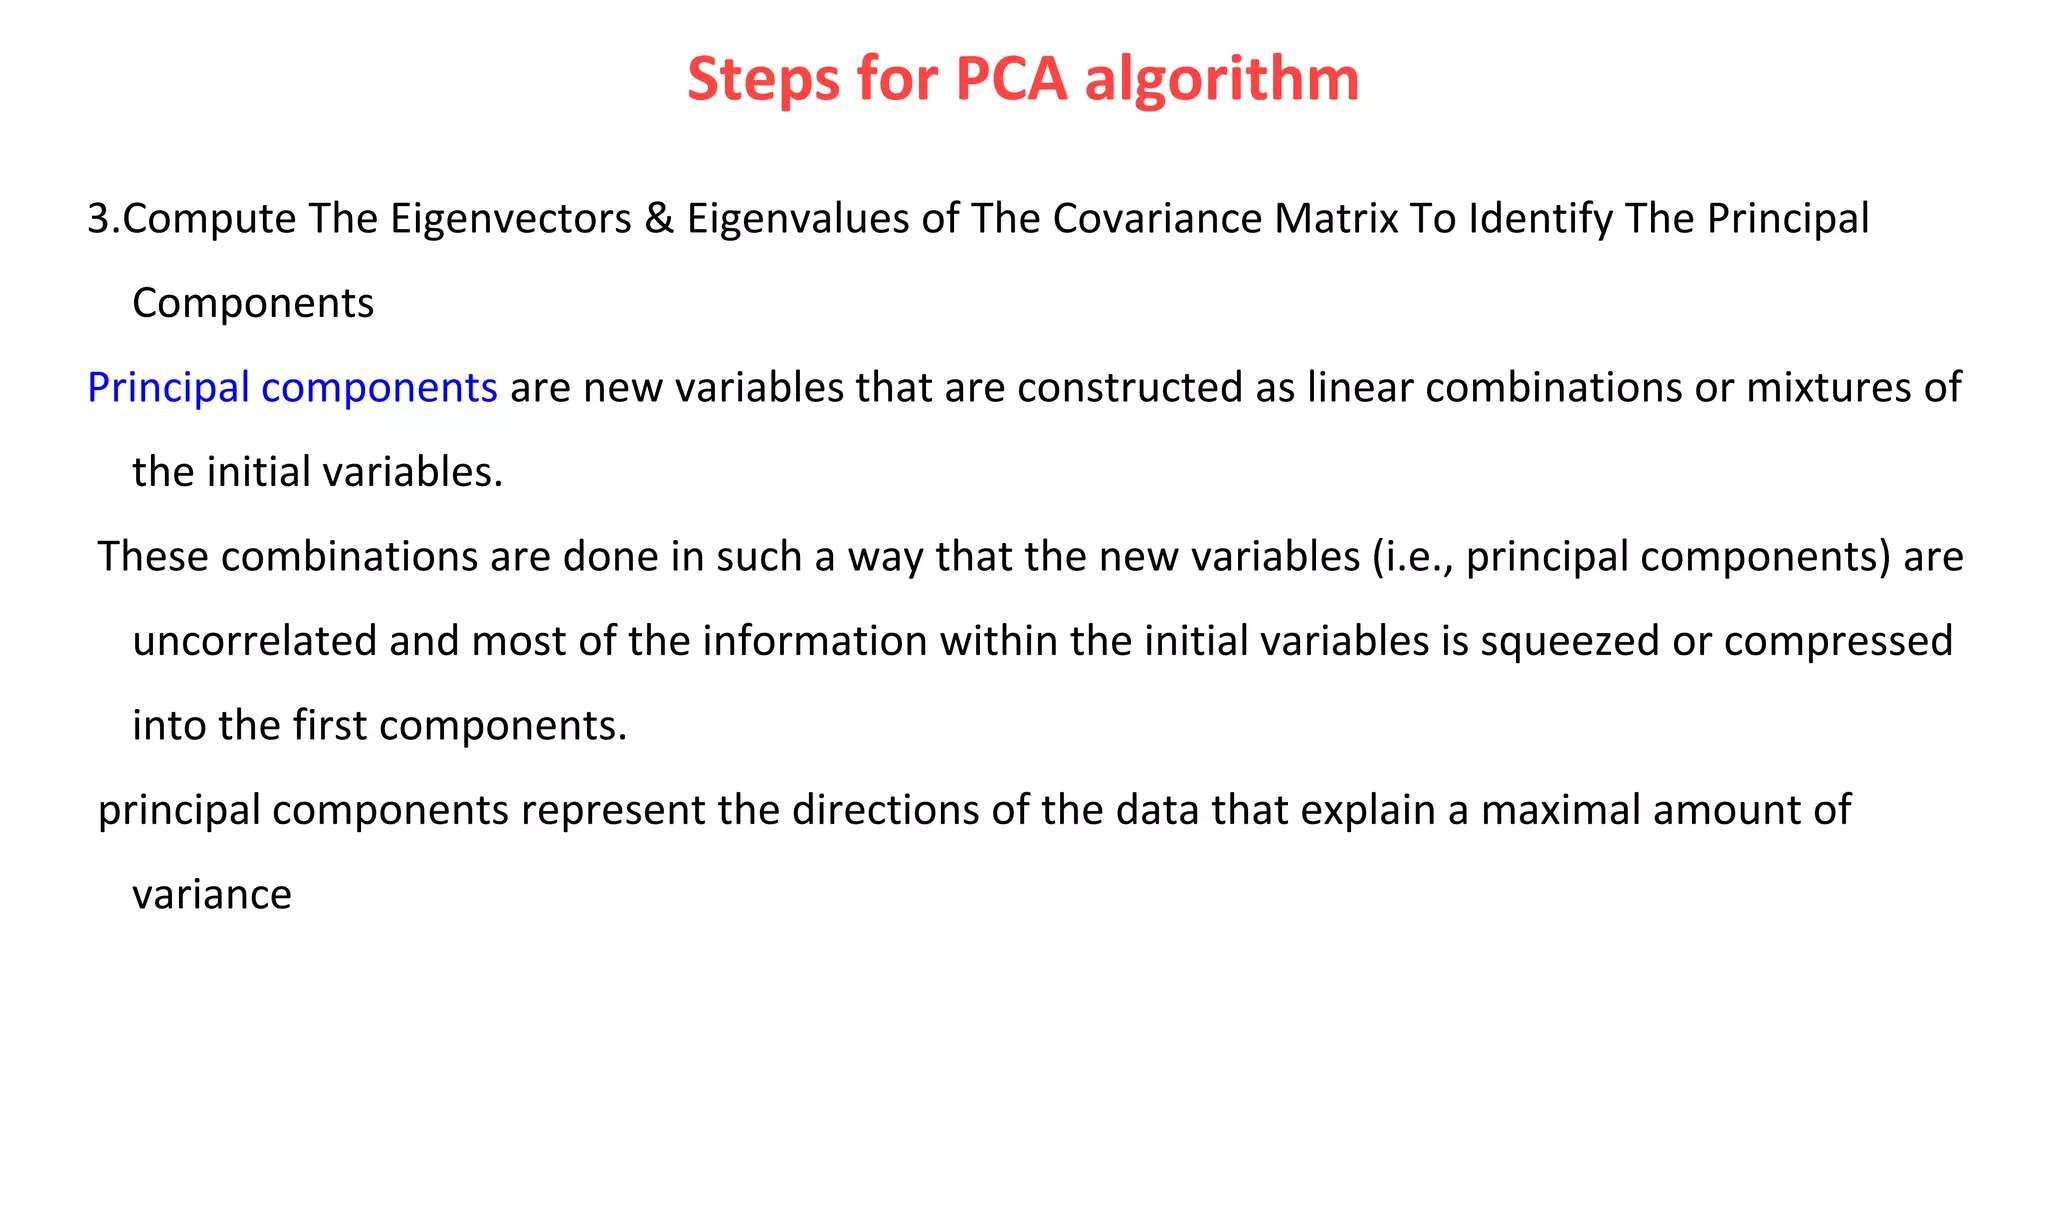 Steps for PCA algorithm
3.Compute The Eigenvectors & Eigenvalues of The Covariance Matrix To Identify The Principal
Components
Principal components are new variables that are constructed as linear combinations or mixtures of
the initial variables.
These combinations are done in such a way that the new variables (i.e., principal components) are
uncorrelated and most of the information within the initial variables is squeezed or compressed
into the first components.
principal components represent the directions of the data that explain a maximal amount of
variance